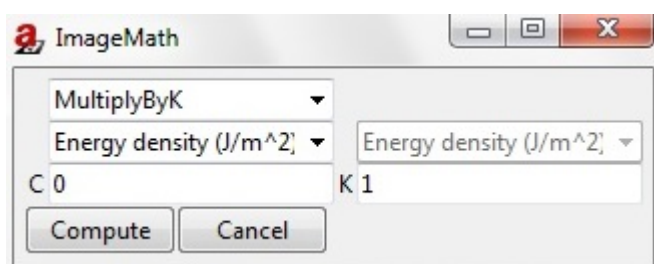 a ImageMath
MultiplyByK
Energy density (J/m^2) Energy density (J/m^2)
C 0 K 1
Compute Cancel